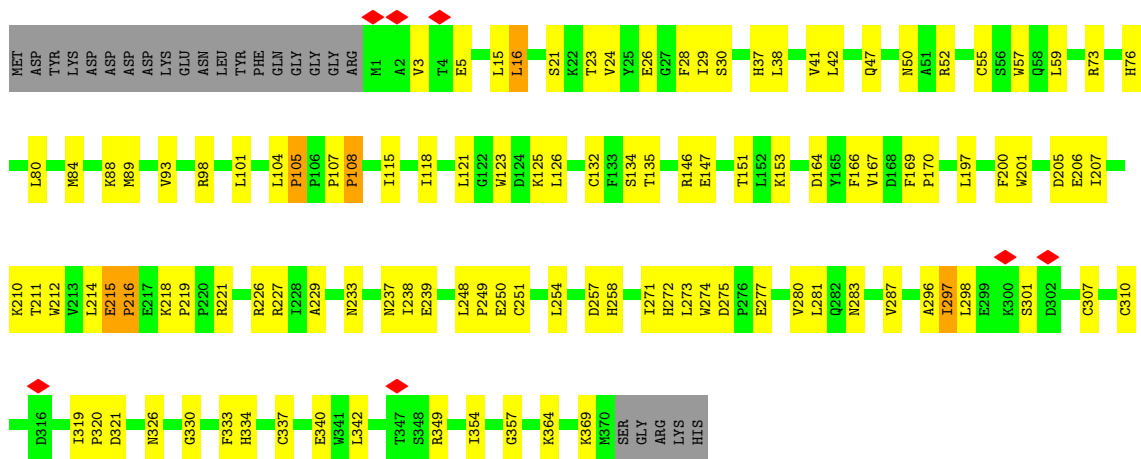 MET ASP TYR LYS ASP ASP ASP ASP LYS GLU ASN LEU TYR PHE GLN GLY GLY GLY ARG M1 A2 V3 T4 E5 L15 L16 S21 K22 T23 V24 Y25 E26 G27 F28 I29 S30 H37 L38 V41 L42 Q47 N50 A51 R52 C55 S56 W57 Q58 L59 R73 H76
L80 M84 K88 M89 V93 R98 L101 L104 P105 P106 P107 P108 I115 I118 L121 G122 W123 D124 K125 L126 C132 F133 S134 T135 R146 E147 T151 L152 K153 D164 Y165 F166 V167 D168 F169 P170 L197 F200 W201 D205 E206 I207
K210 T211 W212 V213 L214 E215 P216 E217 K218 P219 P220 R221 R226 R227 I228 A229 N233 N237 I238 E239 L248 P249 E250 C251 L254 D257 H258 I271 H272 L273 W274 D275 P276 E277 V280 L281 Q282 N283 V287 A296 I297 L298 E299 K300 S301 D302 C307 C310
D316 I319 P320 D321 N326 G330 F333 H334 C337 E340 W341 L342 T347 S348 R349 I354 G357 K364 K369 M370 SER GLY ARG LYS HIS